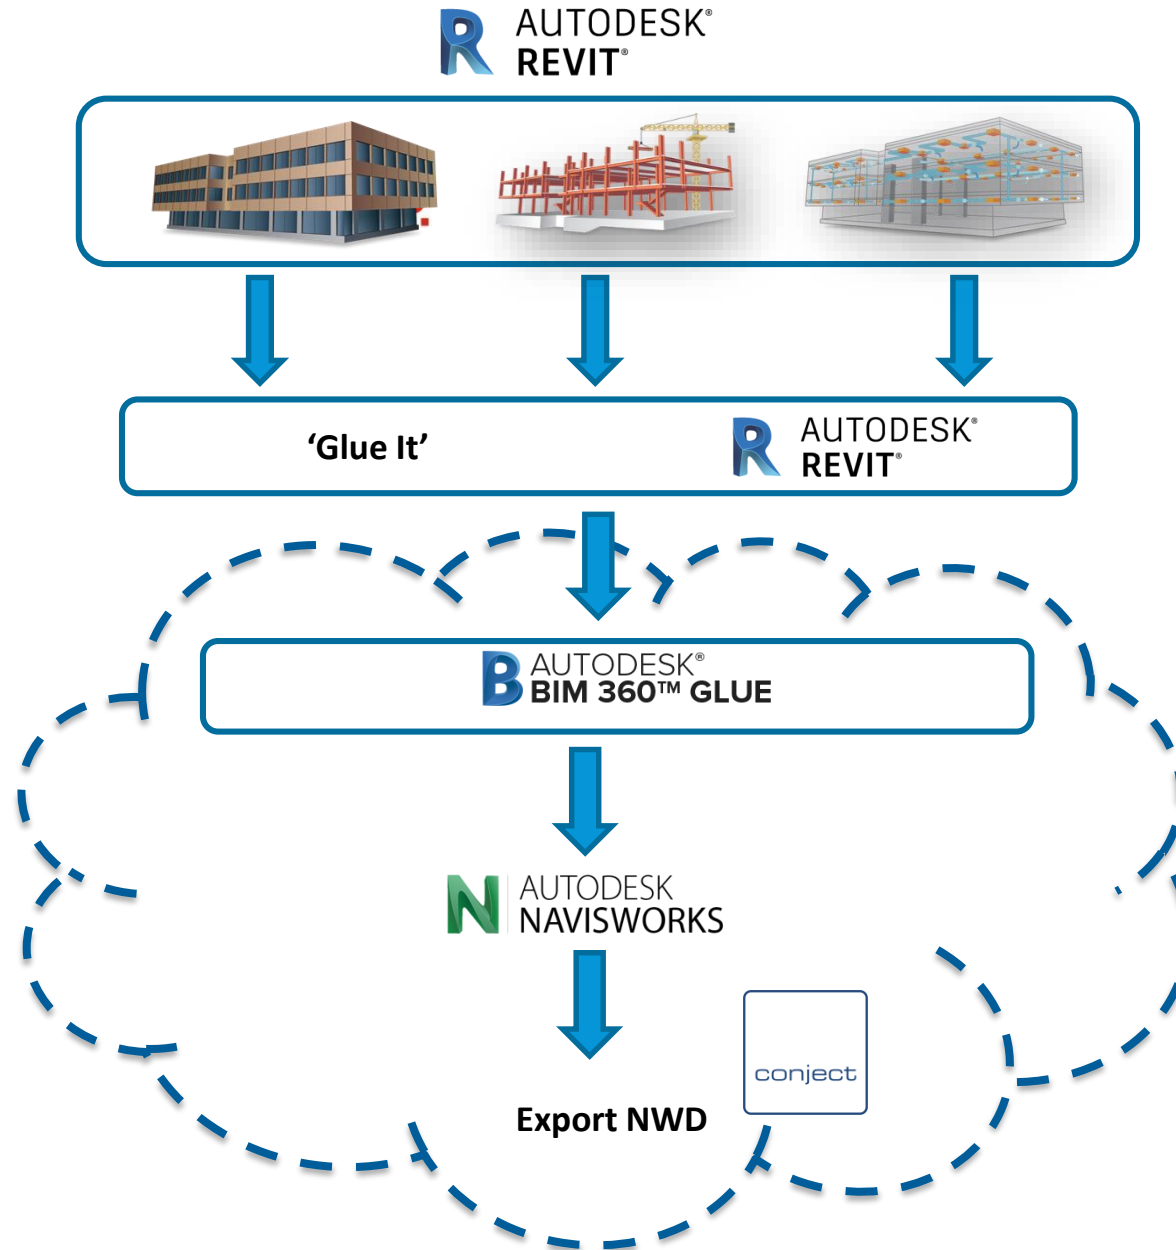 AUTODESK®
REVIT®
‘Glue It’
AUTODESK®
REVIT®
AUTODESK®
BIM 360™ GLUE
AUTODESK
NAVISWORKS
conject
Export NWD